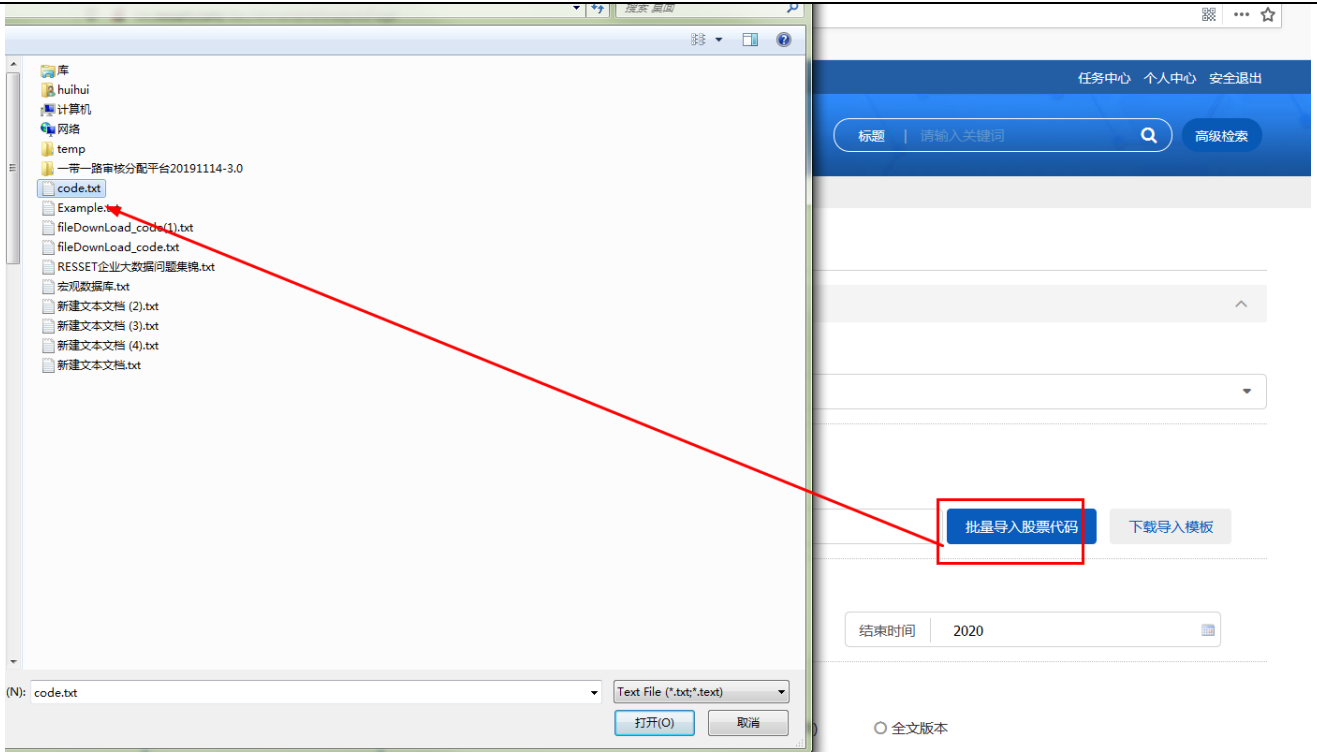 搜索 桌面
库
huihui
计算机
网络
temp
一带一路审核分配平台20191114-3.0
code.txt
Example.txt
fileDownLoad_code(1).txt
fileDownLoad_code.txt
RESSET企业大数据问题集锦.txt
宏观数据库.txt
新建文本文档 (2).txt
新建文本文档 (3).txt
新建文本文档 (4).txt
新建文本文档.txt
(N): code.txt
Text File (*.txt;*.text)
打开(O) 取消
任务中心 个人中心 安全退出
标题 | 请输入关键词 高级检索
批量导入股票代码 下载导入模板
结束时间 2020
) 全文版本